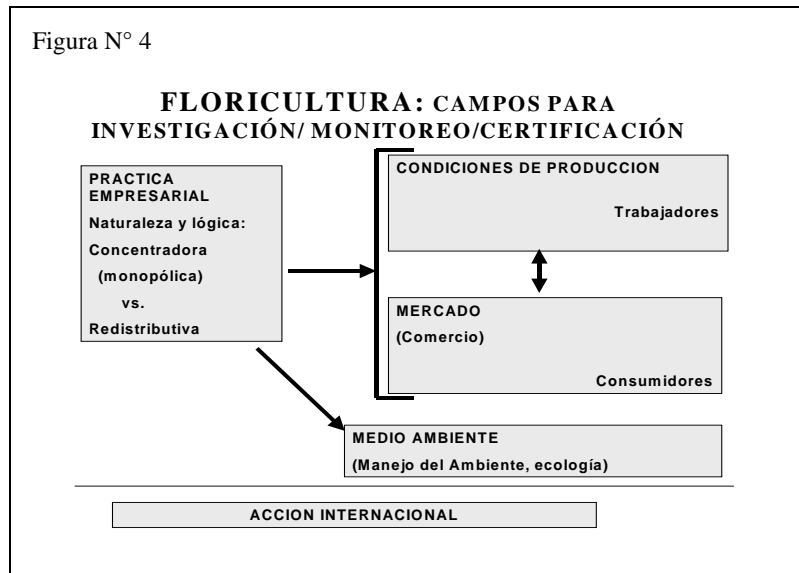 Figura N° 4
FLORICULTURA: CAMPOS PARA
INVESTIGACIÓN/ MONITOREO/CERTIFICACIÓN
PRACTICA
EMPRESARIAL
Naturaleza y lógica:
Concentradora
(monopólica)
vs.
Redistributiva
CONDICIONES DE PRODUCCION
Trabajadores
MERCADO
(Comercio)
Consumidores
MEDIO AMBIENTE
(Manejo del Ambiente, ecología)
ACCION INTERNACIONAL